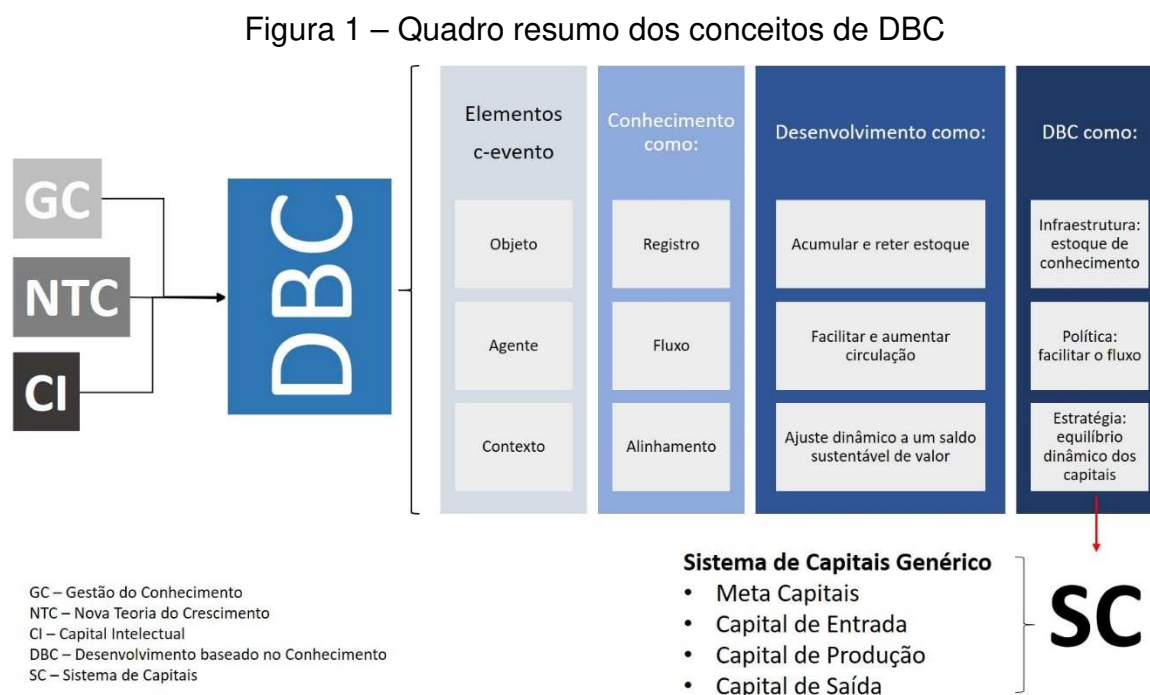 Figura 1 – Quadro resumo dos conceitos de DBC
GC
NTC
CI
DBC
Elementos
c-evento
Objeto
Agente
Contexto
Conhecimento
como:
Registro
Fluxo
Alinhamento
Desenvolvimento como:
Acumular e reter estoque
Facilitar e aumentar
circulação
Ajuste dinâmico a um saldo
sustentável de valor
DBC como:
Infraestrutura:
estoque de
conhecimento
Política:
facilitar o fluxo
Estratégia:
equilíbrio
dinâmico dos
capitais
GC – Gestão do Conhecimento
NTC – Nova Teoria do Crescimento
CI – Capital Intelectual
DBC – Desenvolvimento baseado no Conhecimento
SC – Sistema de Capitais
Sistema de Capitais Genérico
• Meta Capitais
• Capital de Entrada
• Capital de Produção
• Capital de Saída
SC